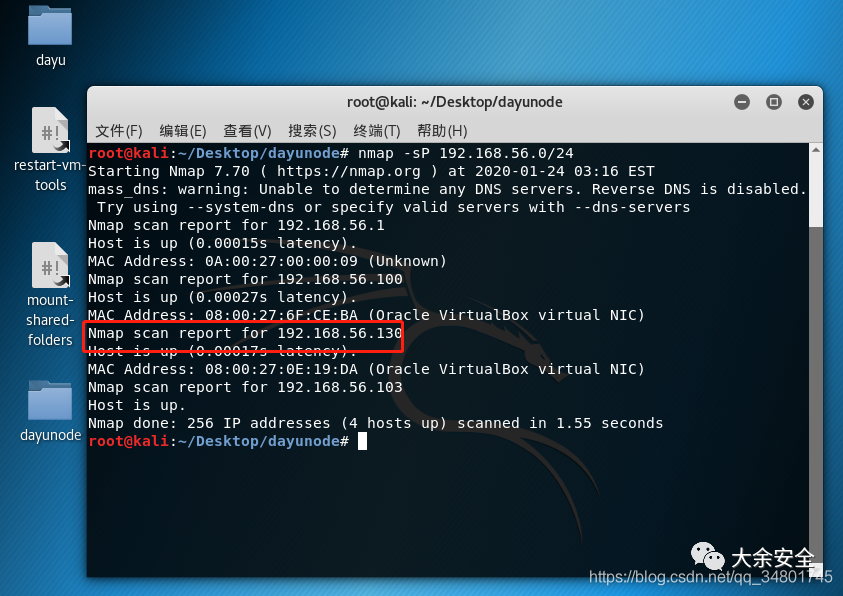 dayu
restart-vm-
tools
mount-
shared-
folders
dayunode
root@kali: ~/Desktop/dayunode
文件(F) 编辑(E) 查看(V) 搜索(S) 终端(T) 帮助(H)
root@kali:~/Desktop/dayunode# nmap -sP 192.168.56.0/24
Starting Nmap 7.70 ( https://nmap.org ) at 2020-01-24 03:16 EST
mass_dns: warning: Unable to determine any DNS servers. Reverse DNS is disabled.
Try using --system-dns or specify valid servers with --dns-servers
Nmap scan report for 192.168.56.1
Host is up (0.00015s latency).
MAC Address: 0A:00:27:00:00:09 (Unknown)
Nmap scan report for 192.168.56.100
Host is up (0.00027s latency).
MAC Address: 08:00:27:6F:CE:BA (Oracle VirtualBox virtual NIC)
Nmap scan report for 192.168.56.130
Host is up (0.00017s latency).
MAC Address: 08:00:27:0E:19:DA (Oracle VirtualBox virtual NIC)
Nmap scan report for 192.168.56.103
Host is up.
Nmap done: 256 IP addresses (4 hosts up) scanned in 1.55 seconds
root@kali:~/Desktop/dayunode#
大余安全
https://blog.csdn.net/qq_34801745